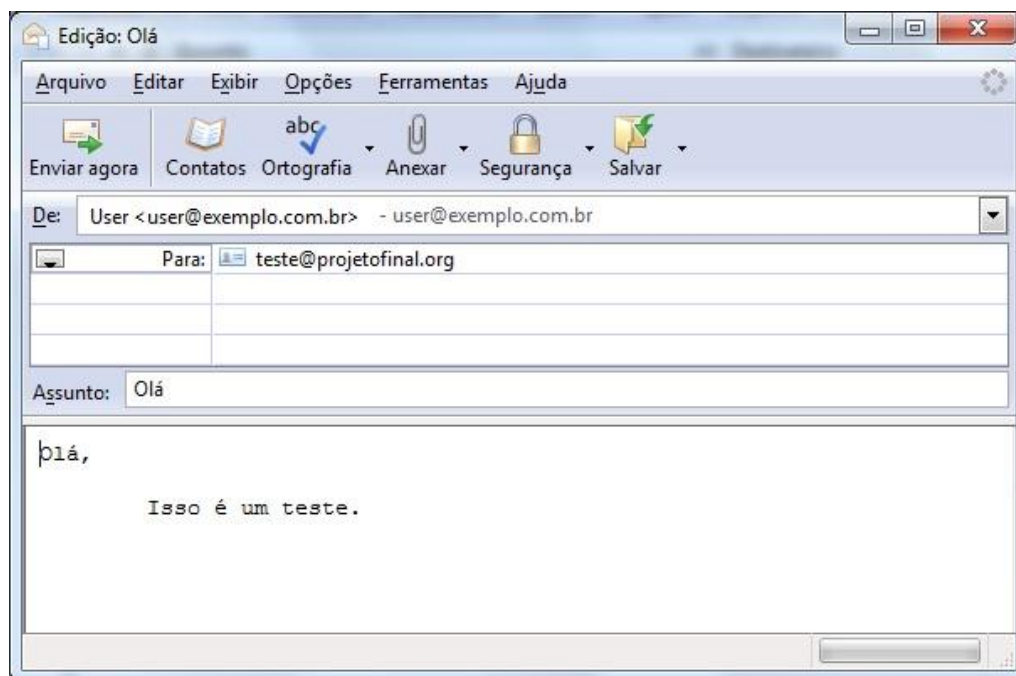 Edição: Olá
Arquivo Editar Exibir Opções Ferramentas Ajuda
abc
Enviar agora Contatos Ortografia Anexar Segurança Salvar
De: User <user@exemplo.com.br> - user@exemplo.com.br
Para: teste@projetofinal.org
Assunto: Olá
Olá,
Isso é um teste.